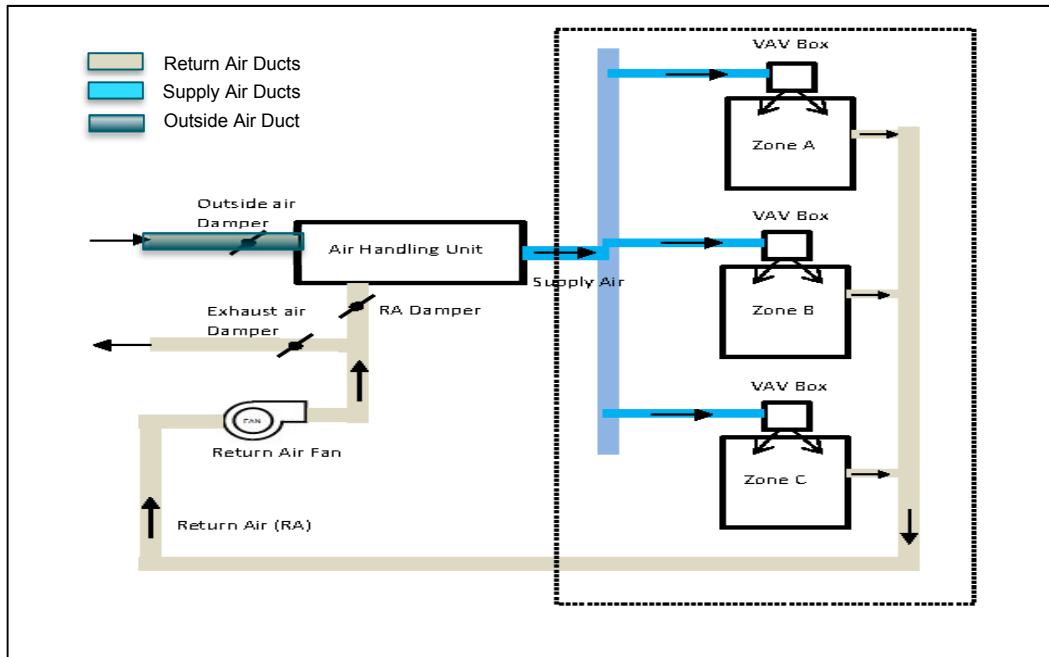 Return Air Ducts
Supply Air Ducts
Outside Air Duct
VAV Box
Zone A
Outside air
Damper
Air Handling Unit
Supply Air
VAV Box
Zone B
RA Damper
Exhaust air
Damper
FAN
Return Air Fan
VAV Box
Zone C
Return Air (RA)